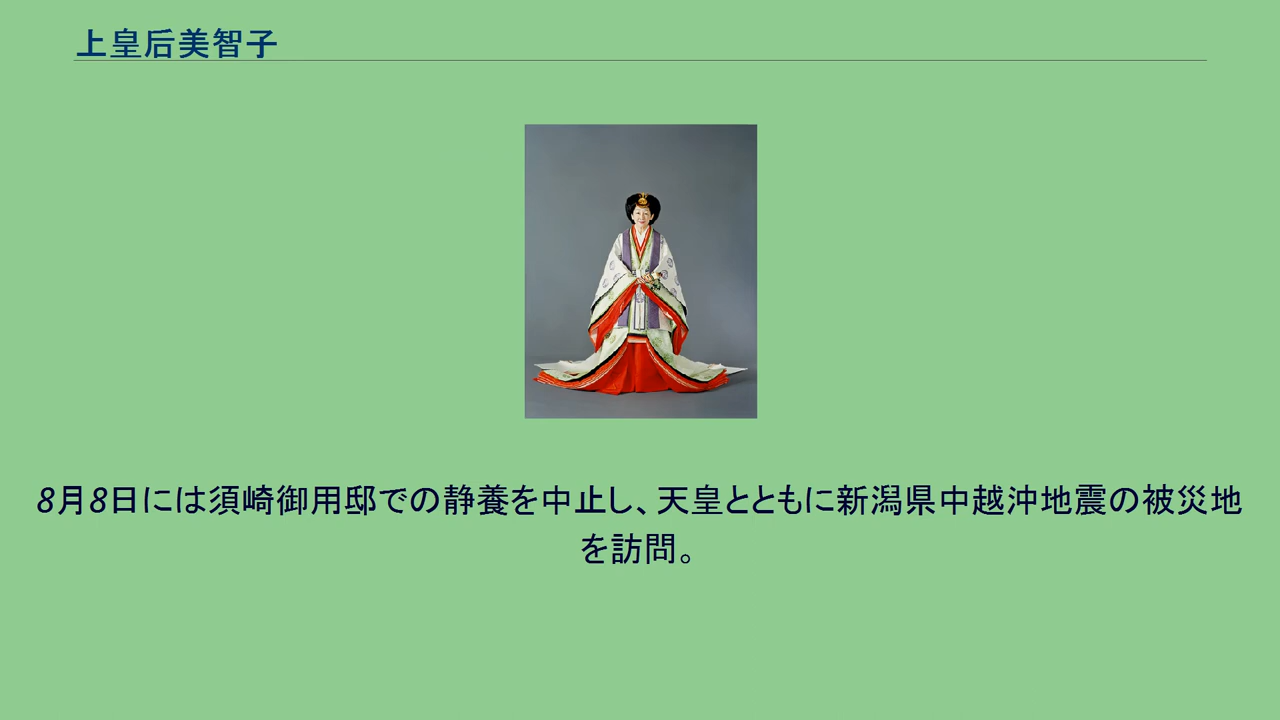 上皇后美智子
8月8日には須崎御用邸での静養を中止し、天皇とともに新潟県中越沖地震の被災地
を訪問。